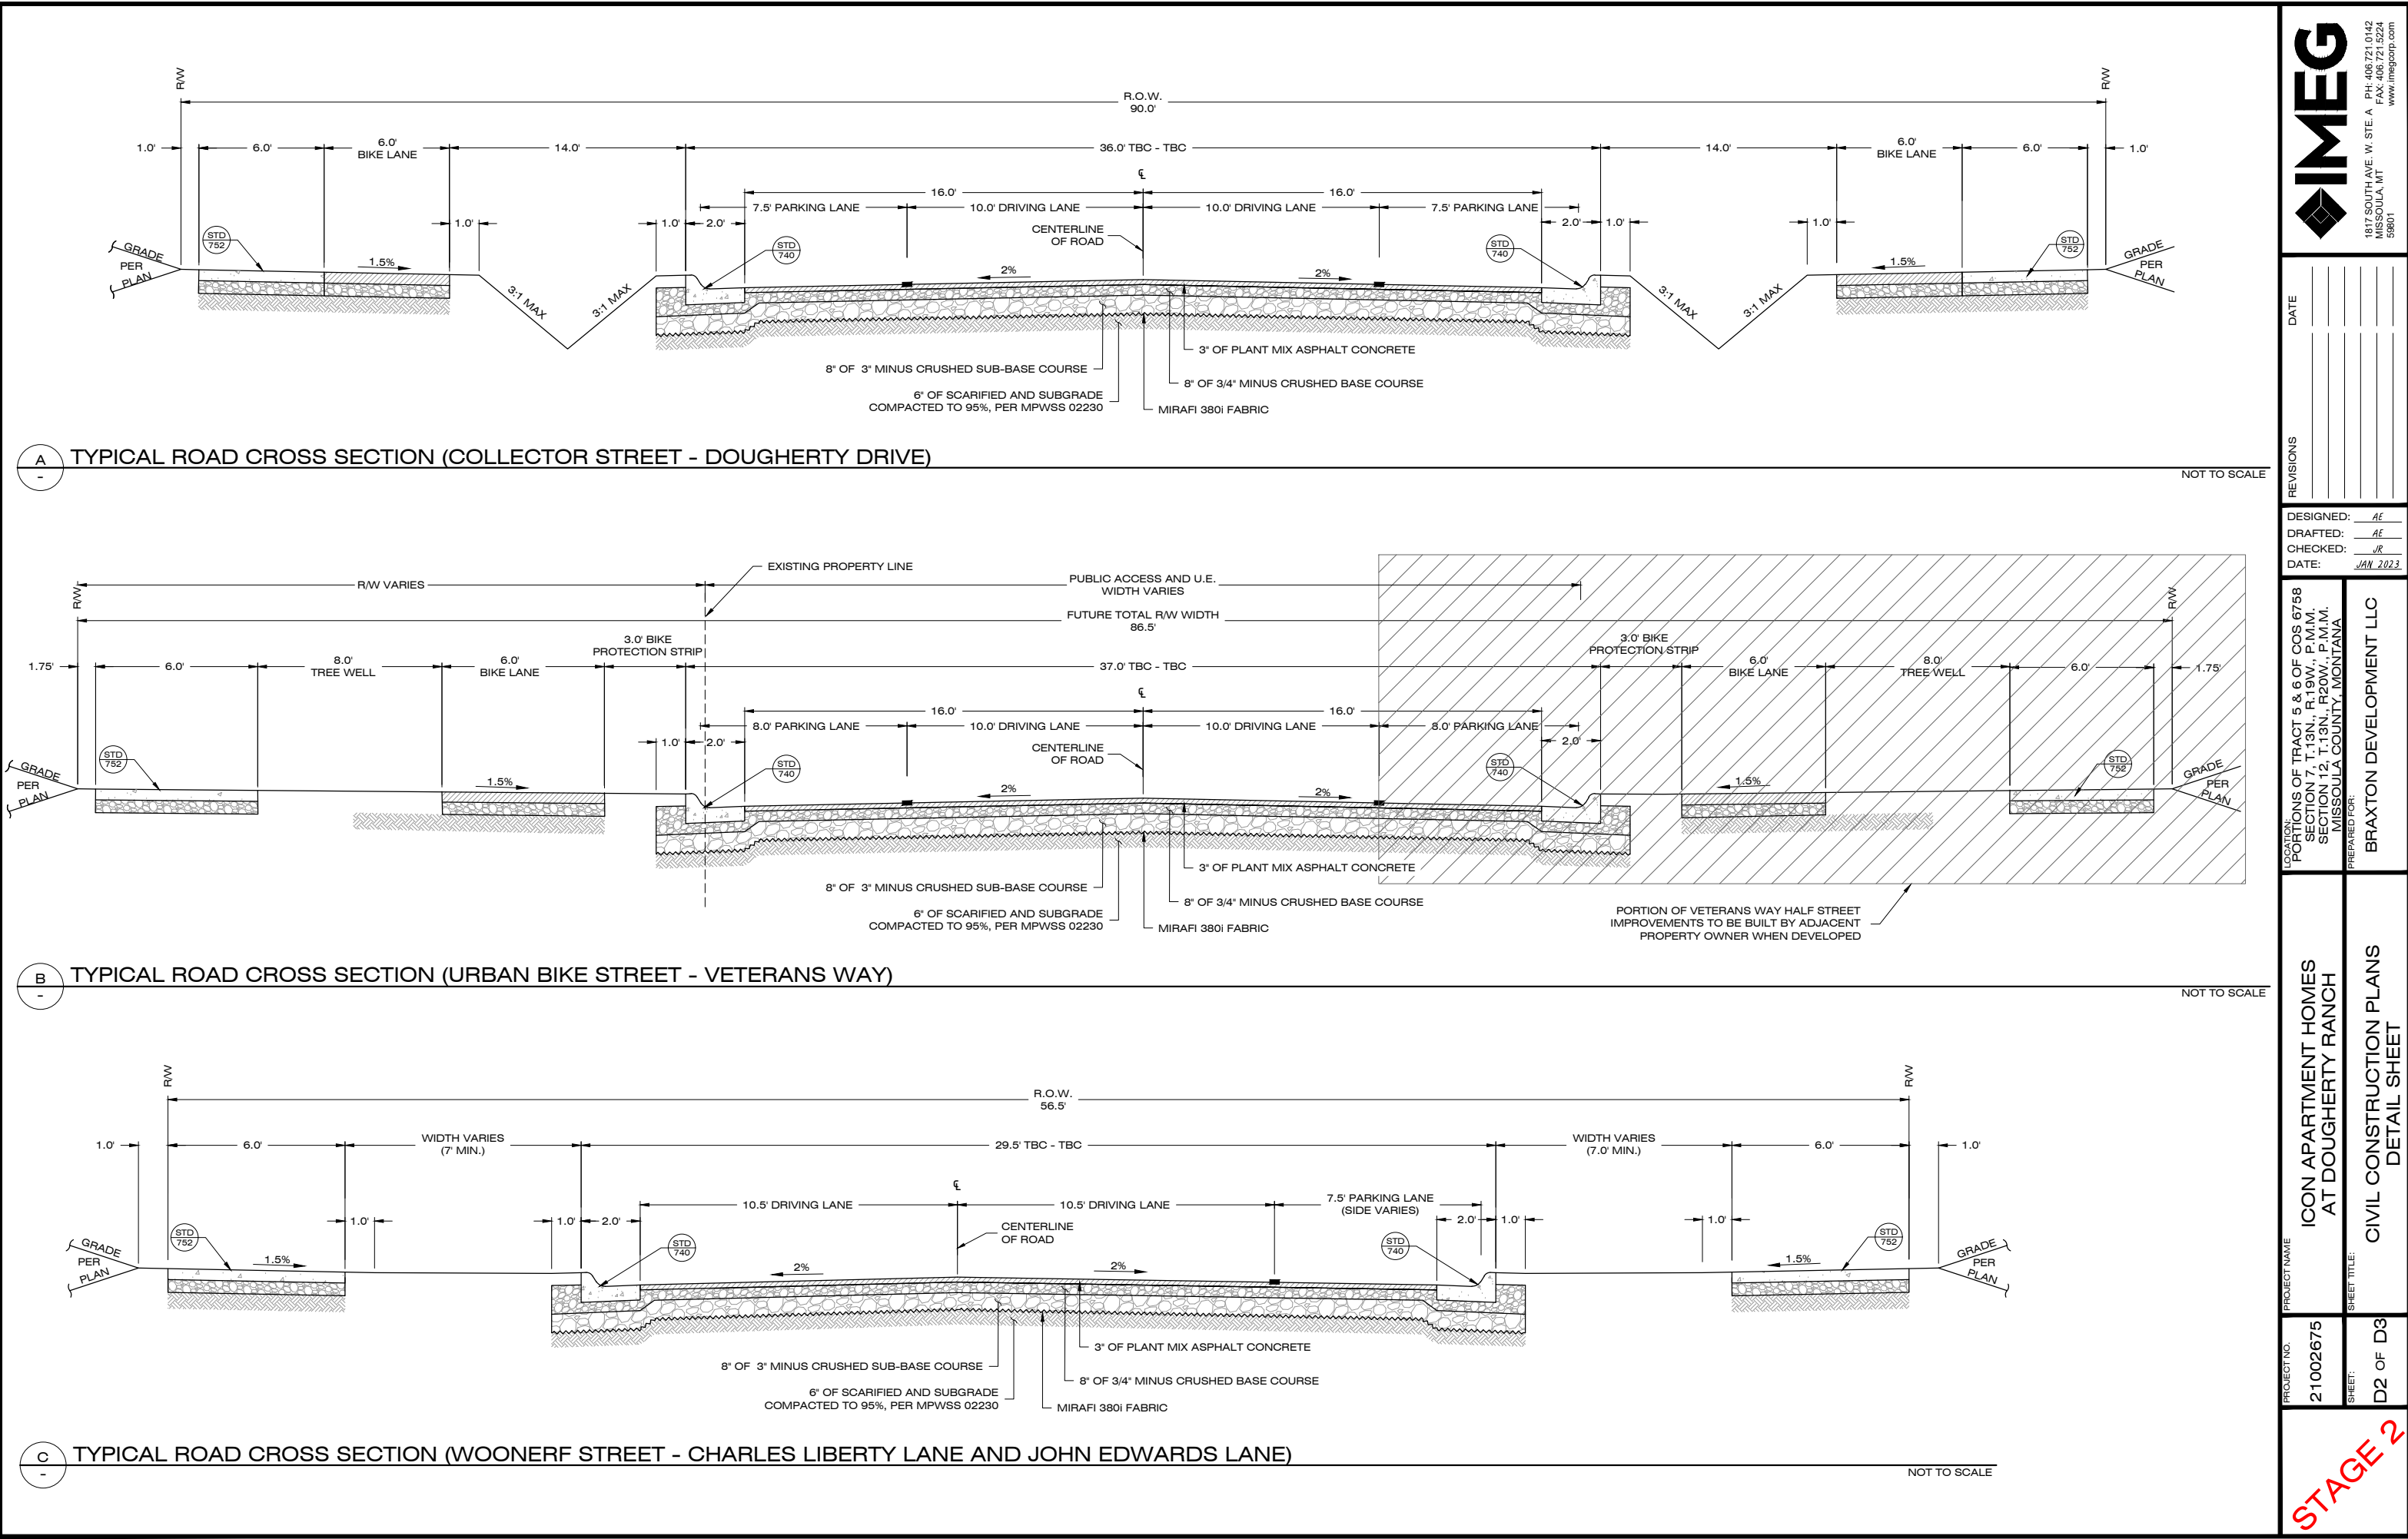 R/W
R/W
R.O.W.
90.0'
1.0'
6.0'
6.0'
BIKE LANE
14.0'
36.0' TBC - TBC
14.0'
6.0'
BIKE LANE
6.0'
1.0'
℄
16.0'
16.0'
7.5' PARKING LANE
10.0' DRIVING LANE
10.0' DRIVING LANE
7.5' PARKING LANE
1.0'
1.0'
2.0'
2.0'
1.0'
1.0'
CENTERLINE
OF ROAD
STD
752
STD
740
STD
740
STD
752
GRADE
PER
PLAN
1.5%
2%
2%
1.5%
GRADE
PER
PLAN
3:1 MAX
3:1 MAX
3:1 MAX
3:1 MAX
3" OF PLANT MIX ASPHALT CONCRETE
8" OF 3" MINUS CRUSHED SUB-BASE COURSE
8" OF 3/4" MINUS CRUSHED BASE COURSE
6" OF SCARIFIED AND SUBGRADE
COMPACTED TO 95%, PER MPWSS 02230
MIRAFI 380i FABRIC
A
-
TYPICAL ROAD CROSS SECTION (COLLECTOR STREET - DOUGHERTY DRIVE)
NOT TO SCALE
EXISTING PROPERTY LINE
R/W VARIES
PUBLIC ACCESS AND U.E.
WIDTH VARIES
R/W
R/W
FUTURE TOTAL R/W WIDTH
86.5'
1.75'
6.0'
8.0'
TREE WELL
6.0'
BIKE LANE
3.0' BIKE
PROTECTION STRIP
37.0' TBC - TBC
3.0' BIKE
PROTECTION STRIP
6.0'
BIKE LANE
8.0'
TREE WELL
6.0'
1.75'
℄
16.0'
16.0'
8.0' PARKING LANE
10.0' DRIVING LANE
10.0' DRIVING LANE
8.0' PARKING LANE
1.0'
2.0'
2.0'
CENTERLINE
OF ROAD
STD
752
STD
740
STD
740
STD
752
GRADE
PER
PLAN
1.5%
2%
2%
1.5%
GRADE
PER
PLAN
3" OF PLANT MIX ASPHALT CONCRETE
8" OF 3" MINUS CRUSHED SUB-BASE COURSE
8" OF 3/4" MINUS CRUSHED BASE COURSE
6" OF SCARIFIED AND SUBGRADE
COMPACTED TO 95%, PER MPWSS 02230
MIRAFI 380i FABRIC
PORTION OF VETERANS WAY HALF STREET
IMPROVEMENTS TO BE BUILT BY ADJACENT
PROPERTY OWNER WHEN DEVELOPED
B
-
TYPICAL ROAD CROSS SECTION (URBAN BIKE STREET - VETERANS WAY)
NOT TO SCALE
R/W
R/W
R.O.W.
56.5'
1.0'
6.0'
WIDTH VARIES
(7' MIN.)
29.5' TBC - TBC
WIDTH VARIES
(7.0' MIN.)
6.0'
1.0'
℄
10.5' DRIVING LANE
10.5' DRIVING LANE
7.5' PARKING LANE
(SIDE VARIES)
1.0'
1.0'
2.0'
2.0'
1.0'
1.0'
CENTERLINE
OF ROAD
STD
752
STD
740
STD
740
STD
752
GRADE
PER
PLAN
1.5%
2%
2%
1.5%
GRADE
PER
PLAN
3" OF PLANT MIX ASPHALT CONCRETE
8" OF 3" MINUS CRUSHED SUB-BASE COURSE
8" OF 3/4" MINUS CRUSHED BASE COURSE
6" OF SCARIFIED AND SUBGRADE
COMPACTED TO 95%, PER MPWSS 02230
MIRAFI 380i FABRIC
C
-
TYPICAL ROAD CROSS SECTION (WOONERF STREET - CHARLES LIBERTY LANE AND JOHN EDWARDS LANE)
NOT TO SCALE
IMEG
1817 SOUTH AVE. W. STE. A PH: 406.721.0142
MISSOULA, MT FAX: 406.721.5224
59801 www.imegcorp.com
REVISIONS DATE
DESIGNED: AE
DRAFTED: AE
CHECKED: JR
DATE: JAN 2023
LOCATION:
PORTIONS OF TRACT 5 & 6 OF COS 6758
SECTION 7, T.13N., R.19W., P.M.M.
SECTION 12, T.13N., R20W., P.M.M.
MISSOULA COUNTY, MONTANA
PREPARED FOR:
BRAXTON DEVELOPMENT LLC
PROJECT NAME
ICON APARTMENT HOMES
AT DOUGHERTY RANCH
SHEET TITLE:
CIVIL CONSTRUCTION PLANS
DETAIL SHEET
PROJECT NO.
21002675
SHEET:
D2 OF D3
STAGE 2